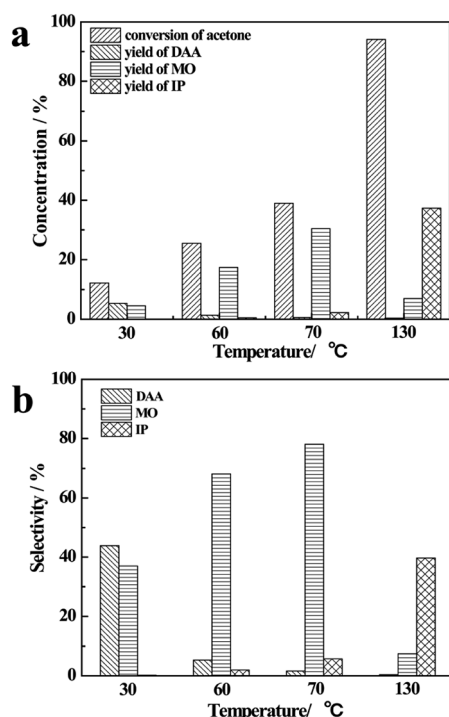 a
conversion of acetone
yield of DAA
yield of MO
yield of IP
Concentration / %
100
80
60
40
20
0
30 60 70 130
Temperature/ ℃
b
DAA
MO
IP
Selectivity / %
100
80
60
40
20
0
30 60 70 130
Temperature/ ℃